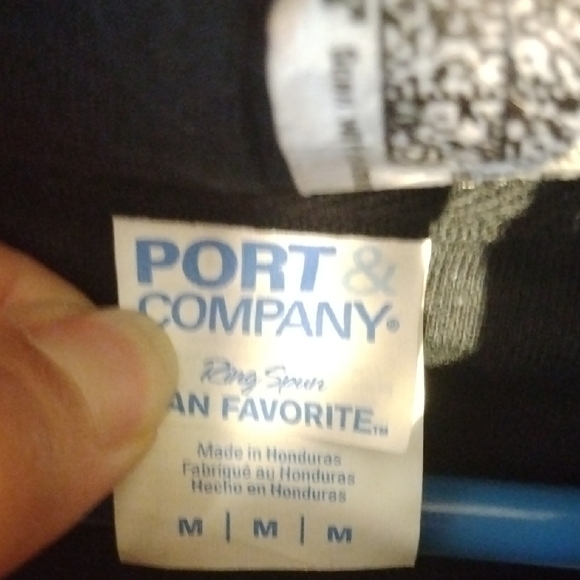 PORT &
COMPANY®
Ring Spun
AN FAVORITE™
Made in Honduras
Fabriqué au Honduras
Hecho en Honduras
M | M | M